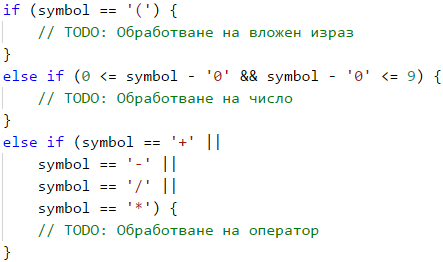 if (symbol == '(') {
    // TODO: Обработване на вложен израз
}
else if (0 <= symbol - '0' && symbol - '0' <= 9) {
    // TODO: Обработване на число
}
else if (symbol == '+' ||
    symbol == '-' ||
    symbol == '/' ||
    symbol == '*') {
    // TODO: Обработване на оператор
}